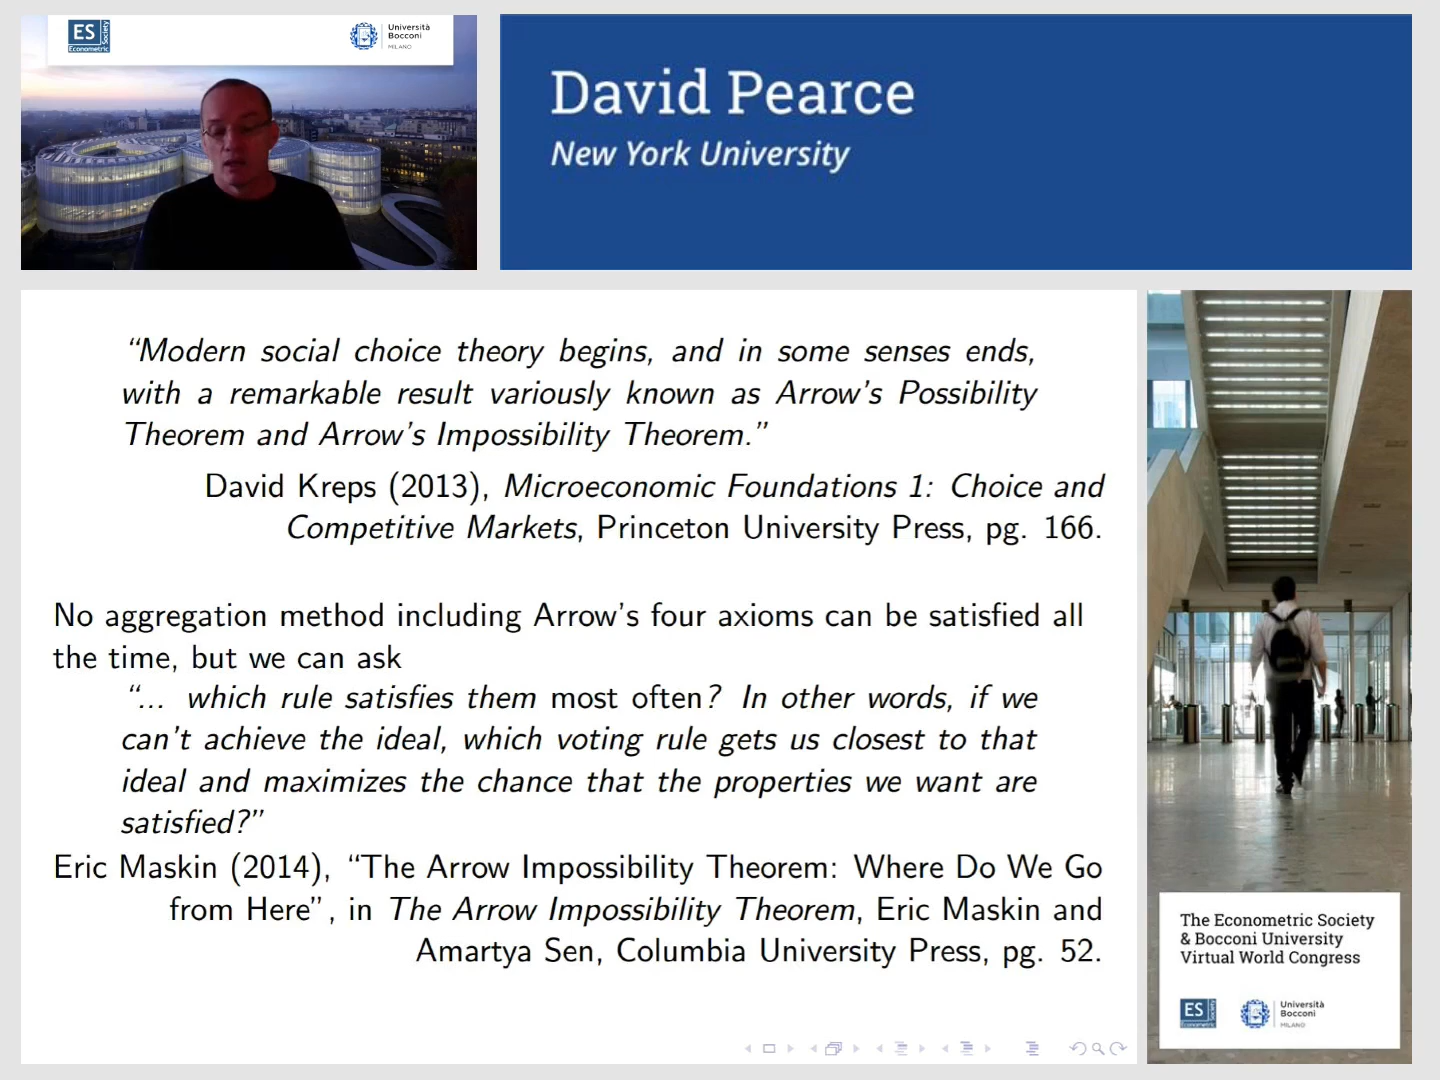 ES
Econometric
Society
Università
Bocconi
MILANO
David Pearce
New York University
“Modern social choice theory begins, and in some senses ends,
with a remarkable result variously known as Arrow’s Possibility
Theorem and Arrow’s Impossibility Theorem.”
David Kreps (2013), Microeconomic Foundations 1: Choice and
Competitive Markets, Princeton University Press, pg. 166.
No aggregation method including Arrow’s four axioms can be satisfied all
the time, but we can ask
“... which rule satisfies them most often? In other words, if we
can’t achieve the ideal, which voting rule gets us closest to that
ideal and maximizes the chance that the properties we want are
satisfied?”
Eric Maskin (2014), “The Arrow Impossibility Theorem: Where Do We Go
from Here”, in The Arrow Impossibility Theorem, Eric Maskin and
Amartya Sen, Columbia University Press, pg. 52.
The Econometric Society
& Bocconi University
Virtual World Congress
ES
Econometric
Society
Università
Bocconi
MILANO